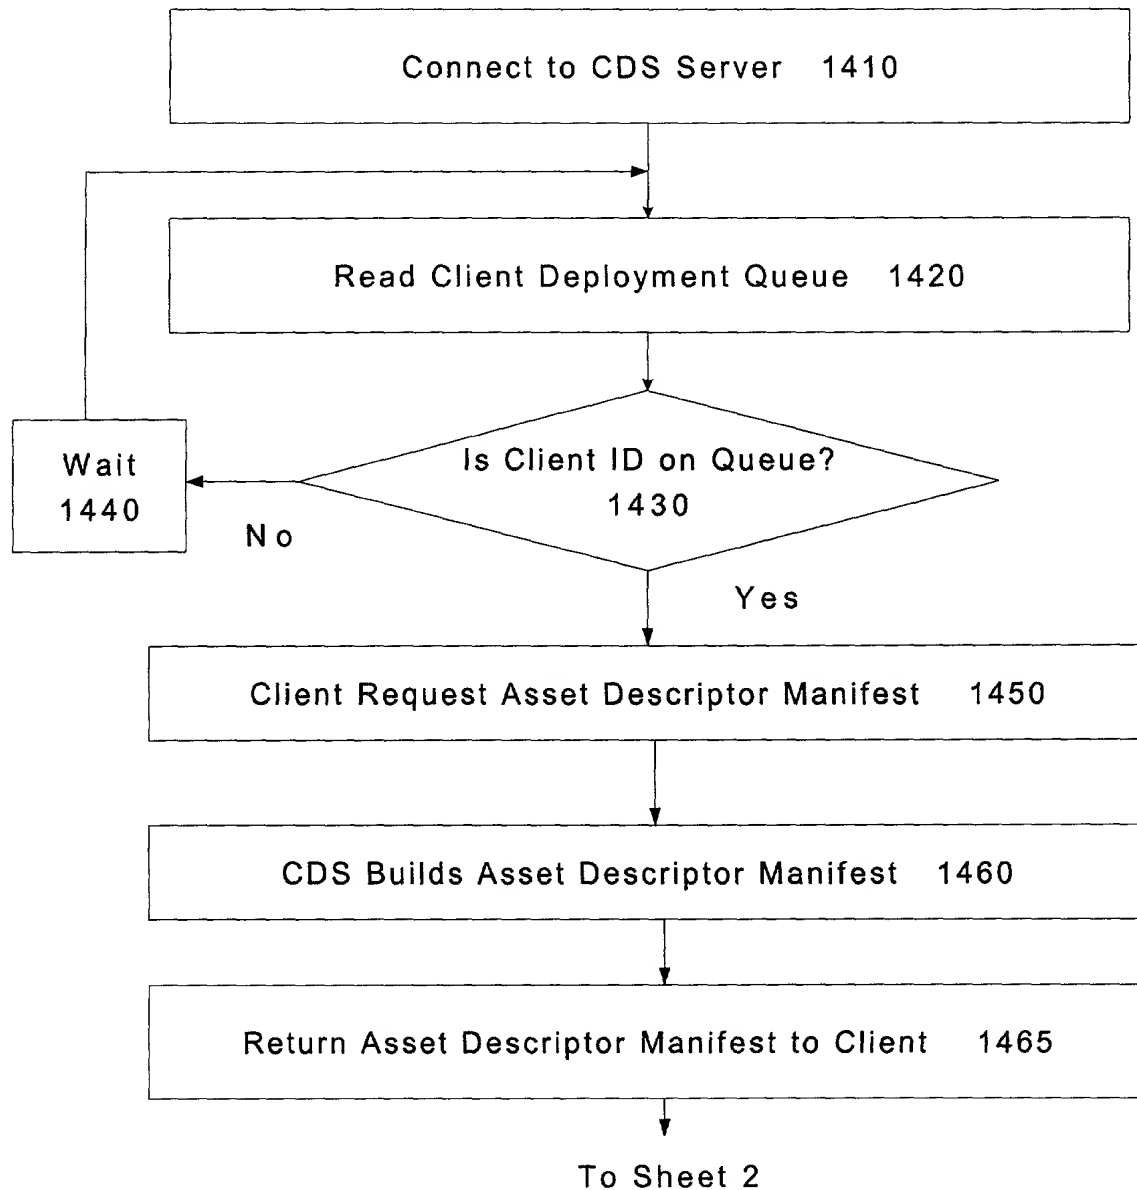 Connect to CDS Server 1410
Read Client Deployment Queue 1420
Is Client ID on Queue?
1430
Wait
1440
No
Yes
Client Request Asset Descriptor Manifest 1450
CDS Builds Asset Descriptor Manifest 1460
Return Asset Descriptor Manifest to Client 1465
To Sheet 2